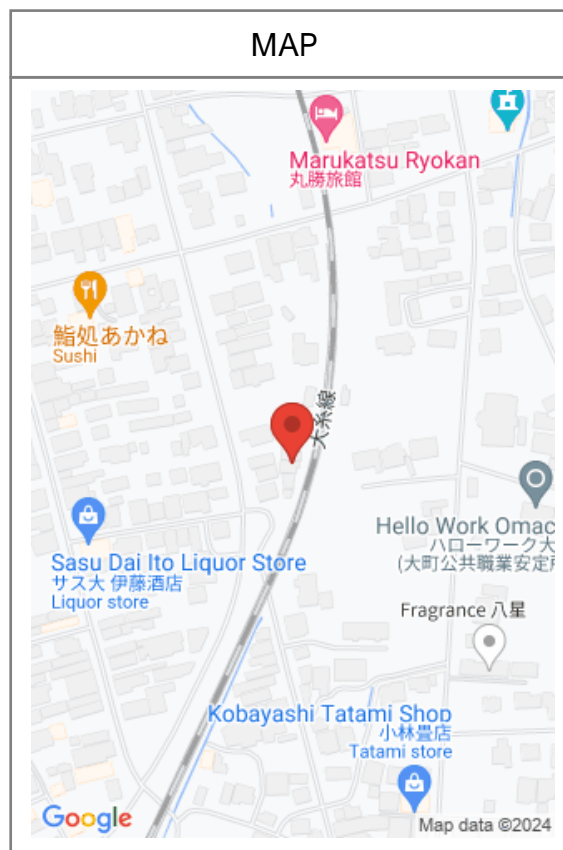 MAP
Marukatsu Ryokan
丸勝旅館
鮨処あかね
Sushi
大糸線
Hello Work Omac
ハローワーク大
(大町公共職業安定所
Sasu Dai Ito Liquor Store
サス大 伊藤酒店
Liquor store
Fragrance 八星
Kobayashi Tatami Shop
小林畳店
Tatami store
Google
Map data ©2024